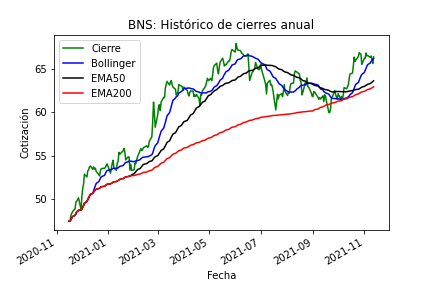 BNS: Histórico de cierres anual
Cierre
Bollinger
EMA50
EMA200
Cotización
65
60
55
50
2020-11
2021-01
2021-03
2021-05
2021-07
2021-09
2021-11
Fecha